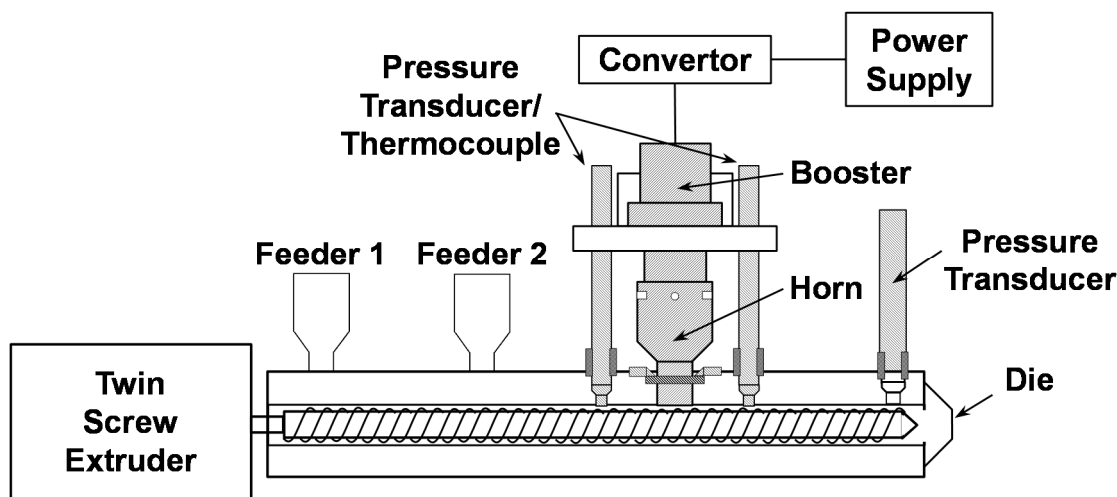 Power
Supply
Convertor
Pressure
Transducer/
Thermocouple
Booster
Feeder 1
Feeder 2
Pressure
Transducer
Horn
Twin
Screw
Extruder
Die